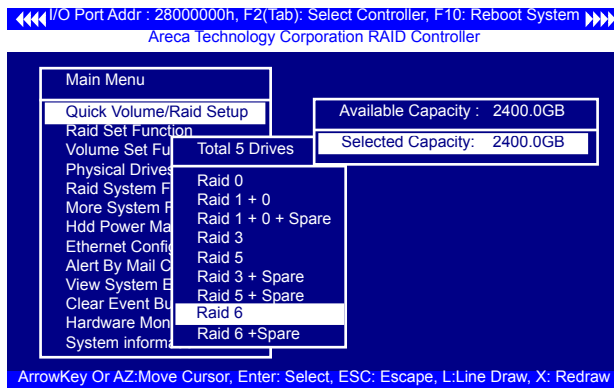 I/O Port Addr : 28000000h, F2(Tab): Select Controller, F10: Reboot System
Areca Technology Corporation RAID Controller
Main Menu
Quick Volume/Raid Setup
Raid Set Function
Volume Set Fu
Physical Drives
Raid System F
More System F
Hdd Power Ma
Ethernet Config
Alert By Mail C
View System E
Clear Event Bu
Hardware Mon
System informa
Total 5 Drives
Raid 0
Raid 1 + 0
Raid 1 + 0 + Spare
Raid 3
Raid 5
Raid 3 + Spare
Raid 5 + Spare
Raid 6
Raid 6 +Spare
Available Capacity : 2400.0GB
Selected Capacity: 2400.0GB
ArrowKey Or AZ:Move Cursor, Enter: Select, ESC: Escape, L:Line Draw, X: Redraw